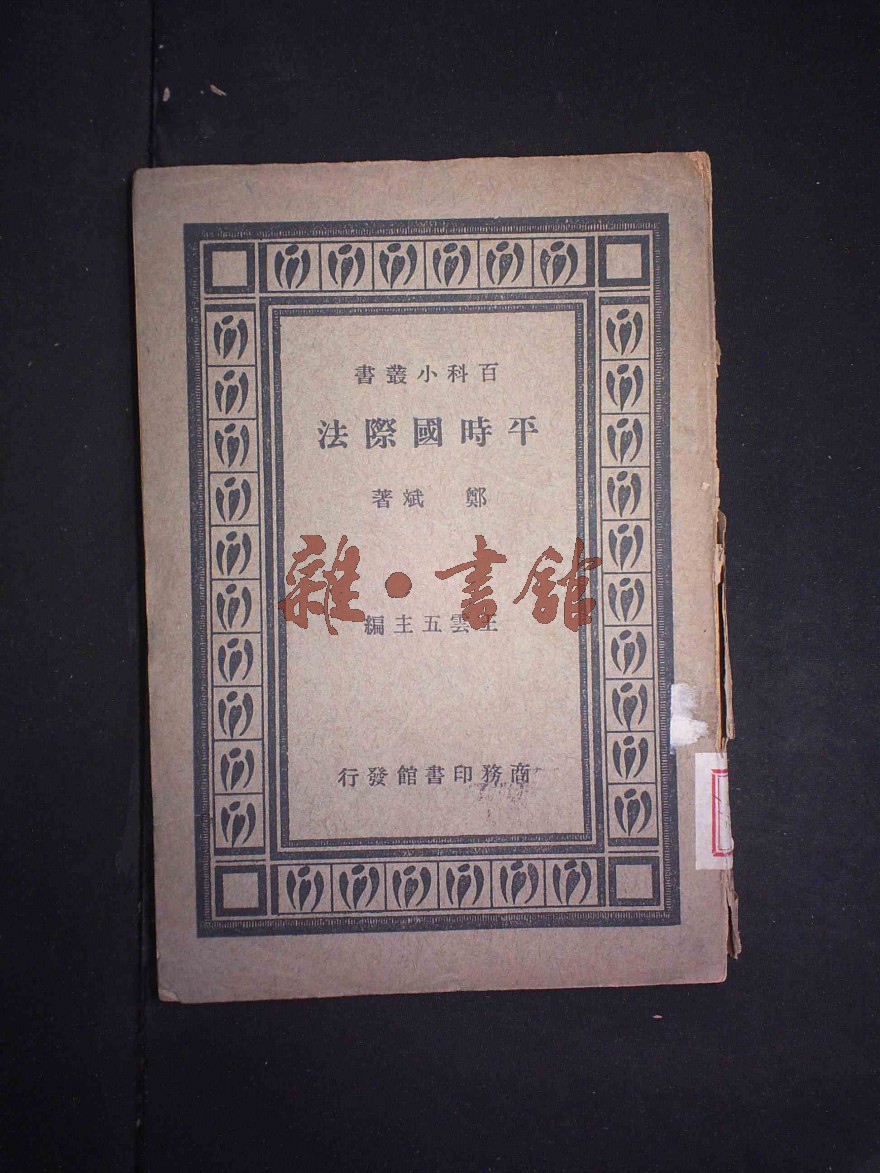 百科小叢書
平時國際法
鄭斌著
雜·書館
王雲五主編
商務印書館發行